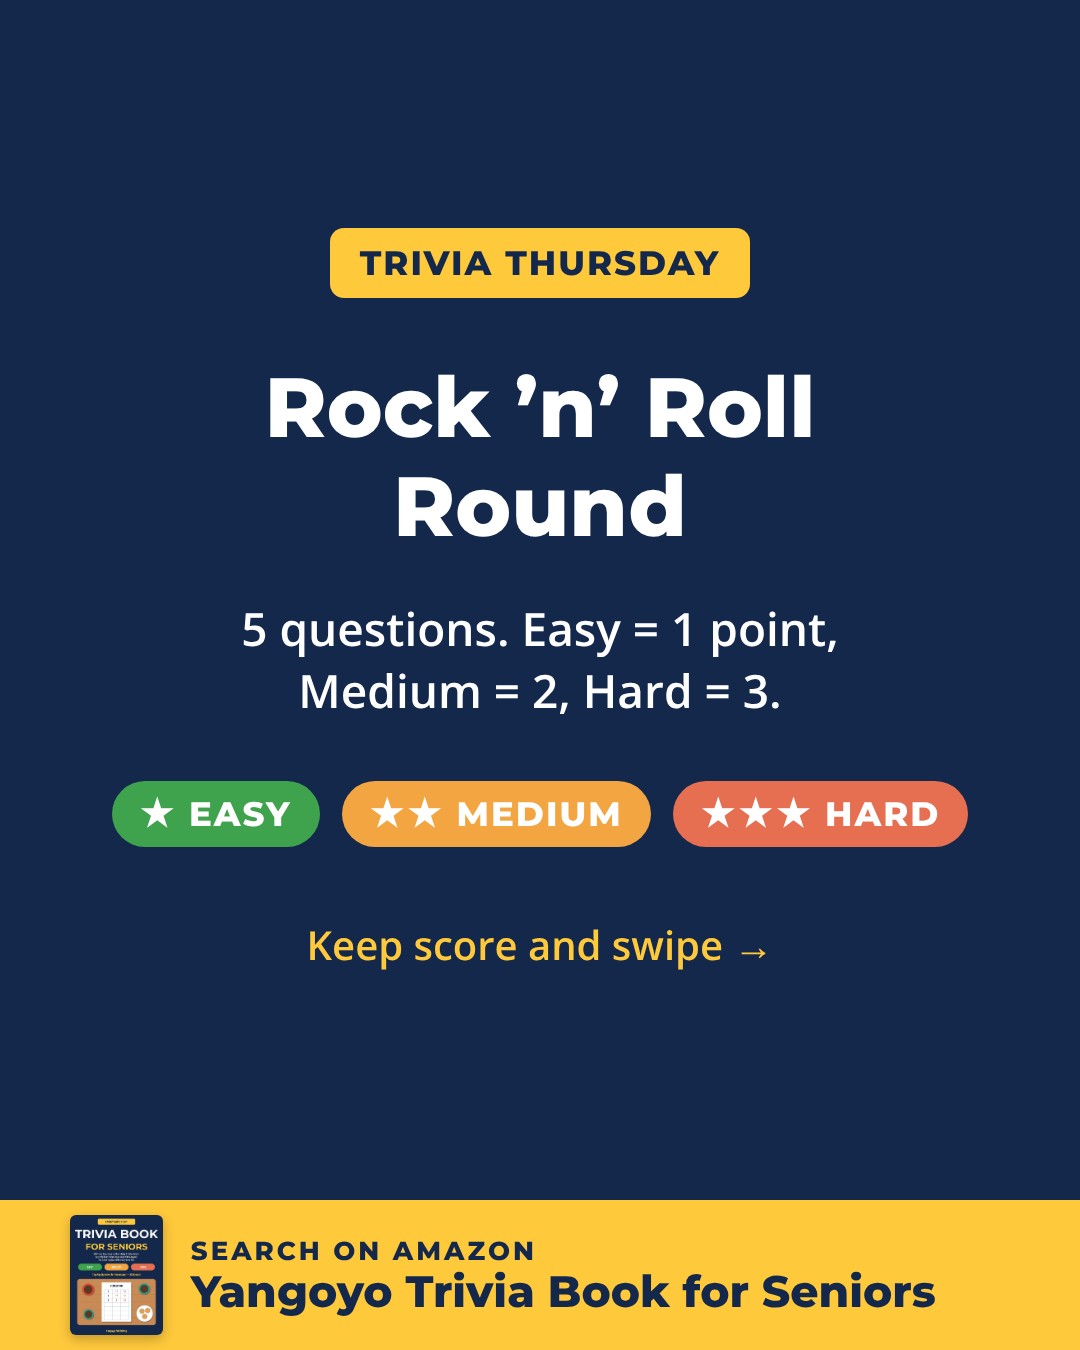 TRIVIA THURSDAY
Rock ’n’ Roll
Round
5 questions. Easy = 1 point,
Medium = 2, Hard = 3.
★ EASY
★★ MEDIUM
★★★ HARD
Keep score and swipe →
TRIVIA BOOK
FOR SENIORS
SEARCH ON AMAZON
Yangoyo Trivia Book for Seniors